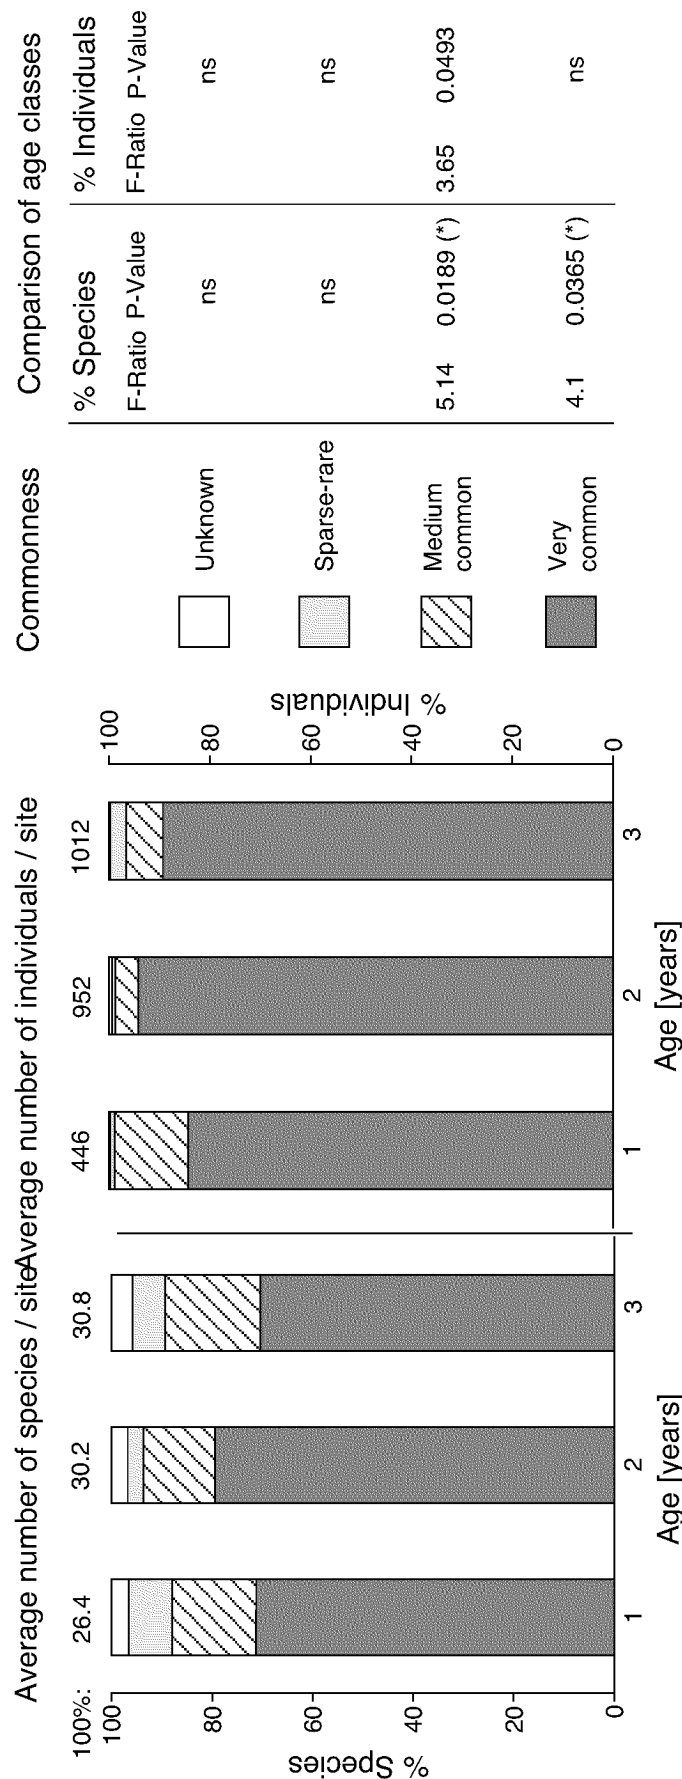 Average number of species / site
Average number of individuals / site
Commonness
Comparison of age classes
100%:
26.4
30.2
30.8
446
952
1012
% Species
% Individuals
F-Ratio P-Value
F-Ratio P-Value
100
80
60
40
20
0
% Species
100
80
60
40
20
0
% Individuals
Unknown
ns
ns
Sparse-rare
ns
ns
Medium
common
5.14 0.0189 (*)
3.65 0.0493
Very
common
4.1 0.0365 (*)
ns
1
2
3
1
2
3
Age [years]
Age [years]